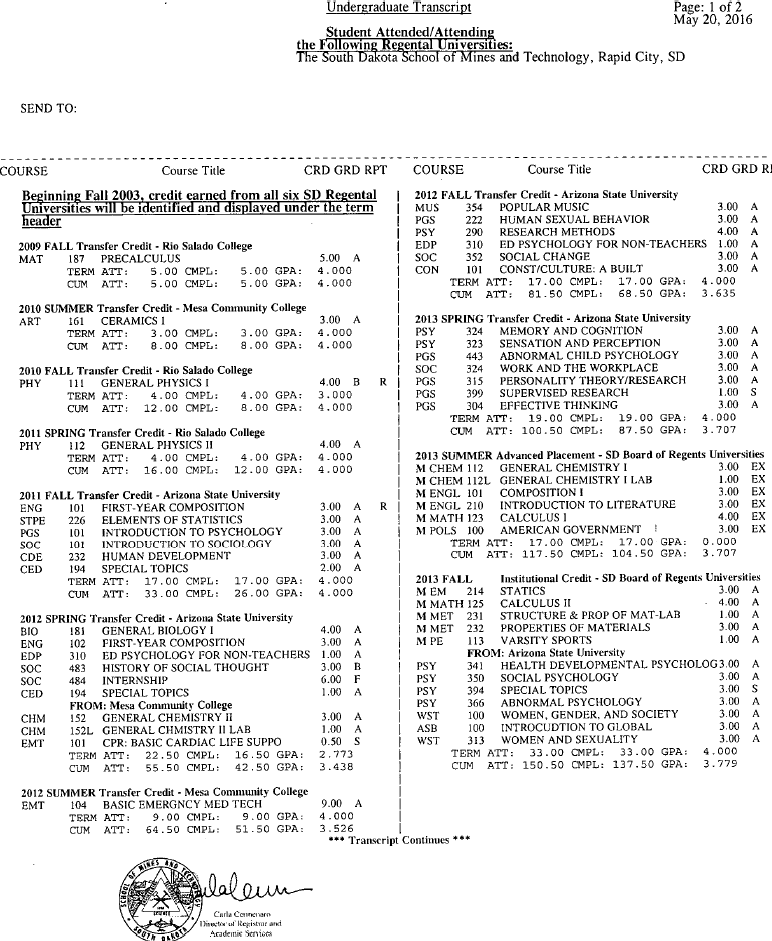 Undergraduate Transcript
Page: 1 of 2
May 20, 2016
Student Attended/Attending
the Following Regental Universities:
The South Dakota School of Mines and Technology, Rapid City, SD
SEND TO:
COURSE Course Title CRD GRD RPT
Beginning Fall 2003, credit earned from all six SD Regental
Universities will be identified and displayed under the term
header
2009 FALL Transfer Credit - Rio Salado College
MAT 187 PRECALCULUS 5.00 A
TERM ATT: 5.00 CMPL: 5.00 GPA: 4.000
CUM ATT: 5.00 CMPL: 5.00 GPA: 4.000
2010 SUMMER Transfer Credit - Mesa Community College
ART 161 CERAMICS I 3.00 A
TERM ATT: 3.00 CMPL: 3.00 GPA: 4.000
CUM ATT: 8.00 CMPL: 8.00 GPA: 4.000
2010 FALL Transfer Credit - Rio Salado College
PHY 111 GENERAL PHYSICS I 4.00 B R
TERM ATT: 4.00 CMPL: 4.00 GPA: 3.000
CUM ATT: 12.00 CMPL: 8.00 GPA: 4.000
2011 SPRING Transfer Credit - Rio Salado College
PHY 112 GENERAL PHYSICS II 4.00 A
TERM ATT: 4.00 CMPL: 4.00 GPA: 4.000
CUM ATT: 16.00 CMPL: 12.00 GPA: 4.000
2011 FALL Transfer Credit - Arizona State University
ENG 101 FIRST-YEAR COMPOSITION 3.00 A R
STPE 226 ELEMENTS OF STATISTICS 3.00 A
PGS 101 INTRODUCTION TO PSYCHOLOGY 3.00 A
SOC 101 INTRODUCTION TO SOCIOLOGY 3.00 A
CDE 232 HUMAN DEVELOPMENT 3.00 A
CED 194 SPECIAL TOPICS 2.00 A
TERM ATT: 17.00 CMPL: 17.00 GPA: 4.000
CUM ATT: 33.00 CMPL: 26.00 GPA: 4.000
2012 SPRING Transfer Credit - Arizona State University
BIO 181 GENERAL BIOLOGY I 4.00 A
ENG 102 FIRST-YEAR COMPOSITION 3.00 A
EDP 310 ED PSYCHOLOGY FOR NON-TEACHERS 1.00 A
SOC 483 HISTORY OF SOCIAL THOUGHT 3.00 B
SOC 484 INTERNSHIP 6.00 F
CED 194 SPECIAL TOPICS 1.00 A
FROM: Mesa Community College
CHM 152 GENERAL CHEMISTRY II 3.00 A
CHM 152L GENERAL CHMISTRY II LAB 1.00 A
EMT 101 CPR: BASIC CARDIAC LIFE SUPPO 0.50 S
TERM ATT: 22.50 CMPL: 16.50 GPA: 2.773
CUM ATT: 55.50 CMPL: 42.50 GPA: 3.438
2012 SUMMER Transfer Credit - Mesa Community College
EMT 104 BASIC EMERGNCY MED TECH 9.00 A
TERM ATT: 9.00 CMPL: 9.00 GPA: 4.000
CUM ATT: 64.50 CMPL: 51.50 GPA: 3.526
COURSE Course Title CRD GRD R
2012 FALL Transfer Credit - Arizona State University
MUS 354 POPULAR MUSIC 3.00 A
PGS 222 HUMAN SEXUAL BEHAVIOR 3.00 A
PSY 290 RESEARCH METHODS 4.00 A
EDP 310 ED PSYCHOLOGY FOR NON-TEACHERS 1.00 A
SOC 352 SOCIAL CHANGE 3.00 A
CON 101 CONST/CULTURE: A BUILT 3.00 A
TERM ATT: 17.00 CMPL: 17.00 GPA: 4.000
CUM ATT: 81.50 CMPL: 68.50 GPA: 3.635
2013 SPRING Transfer Credit - Arizona State University
PSY 324 MEMORY AND COGNITION 3.00 A
PSY 323 SENSATION AND PERCEPTION 3.00 A
PGS 443 ABNORMAL CHILD PSYCHOLOGY 3.00 A
SOC 324 WORK AND THE WORKPLACE 3.00 A
PGS 315 PERSONALITY THEORY/RESEARCH 3.00 A
PGS 399 SUPERVISED RESEARCH 1.00 S
PGS 304 EFFECTIVE THINKING 3.00 A
TERM ATT: 19.00 CMPL: 19.00 GPA: 4.000
CUM ATT: 100.50 CMPL: 87.50 GPA: 3.707
2013 SUMMER Advanced Placement - SD Board of Regents Universities
M CHEM 112 GENERAL CHEMISTRY I 3.00 EX
M CHEM 112L GENERAL CHEMISTRY I LAB 1.00 EX
M ENGL 101 COMPOSITION I 3.00 EX
M ENGL 210 INTRODUCTION TO LITERATURE 3.00 EX
M MATH 123 CALCULUS I 4.00 EX
M POLS 100 AMERICAN GOVERNMENT 3.00 EX
TERM ATT: 17.00 CMPL: 17.00 GPA: 0.000
CUM ATT: 117.50 CMPL: 104.50 GPA: 3.707
2013 FALL Institutional Credit - SD Board of Regents Universities
M EM 214 STATICS 3.00 A
M MATH 125 CALCULUS II 4.00 A
M MET 231 STRUCTURE & PROP OF MAT-LAB 1.00 A
M MET 232 PROPERTIES OF MATERIALS 3.00 A
M PE 113 VARSITY SPORTS 1.00 A
FROM: Arizona State University
PSY 341 HEALTH DEVELOPMENTAL PSYCHOLOG 3.00 A
PSY 350 SOCIAL PSYCHOLOGY 3.00 A
PSY 394 SPECIAL TOPICS 3.00 S
PSY 366 ABNORMAL PSYCHOLOGY 3.00 A
WST 100 WOMEN, GENDER, AND SOCIETY 3.00 A
ASB 100 INTROCUDTION TO GLOBAL 3.00 A
WST 313 WOMEN AND SEXUALITY 3.00 A
TERM ATT: 33.00 CMPL: 33.00 GPA: 4.000
CUM ATT: 150.50 CMPL: 137.50 GPA: 3.779
*** Transcript Continues ***
SCHOOL OF MINES AND TECHNOLOGY
SOUTH DAKOTA
Director of Registrar and
Academic Services